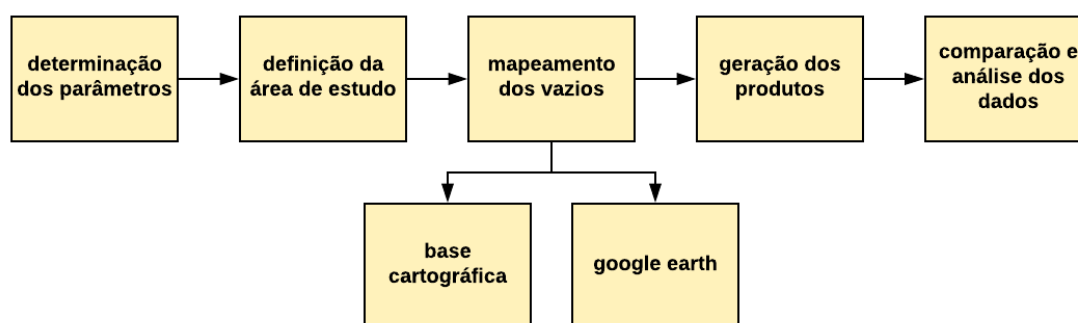 determinação
dos parâmetros
definição da
área de estudo
mapeamento
dos vazios
geração dos
produtos
comparação e
análise dos
dados
base
cartográfica
google earth